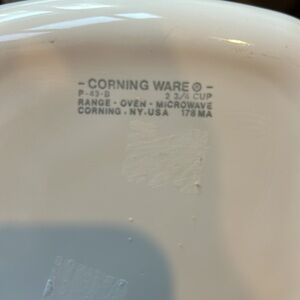 - CORNING WARE ® -
P-43-B 2 3/4 CUP
RANGE - OVEN - MICROWAVE
CORNING, NY-USA 178 MA